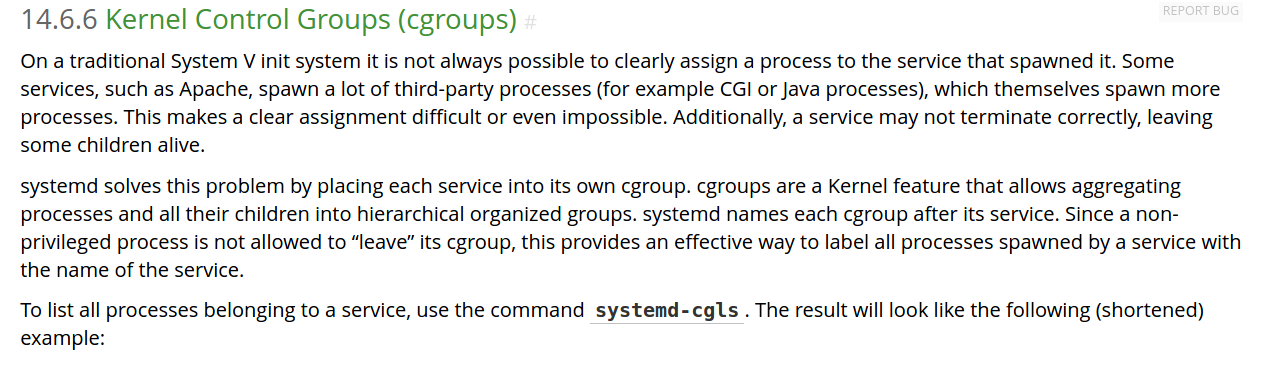 REPORT BUG
14.6.6 Kernel Control Groups (cgroups) #
On a traditional System V init system it is not always possible to clearly assign a process to the service that spawned it. Some
services, such as Apache, spawn a lot of third-party processes (for example CGI or Java processes), which themselves spawn more
processes. This makes a clear assignment difficult or even impossible. Additionally, a service may not terminate correctly, leaving
some children alive.
systemd solves this problem by placing each service into its own cgroup. cgroups are a Kernel feature that allows aggregating
processes and all their children into hierarchical organized groups. systemd names each cgroup after its service. Since a non-
privileged process is not allowed to “leave” its cgroup, this provides an effective way to label all processes spawned by a service with
the name of the service.
To list all processes belonging to a service, use the command systemd-cgls . The result will look like the following (shortened)
example: